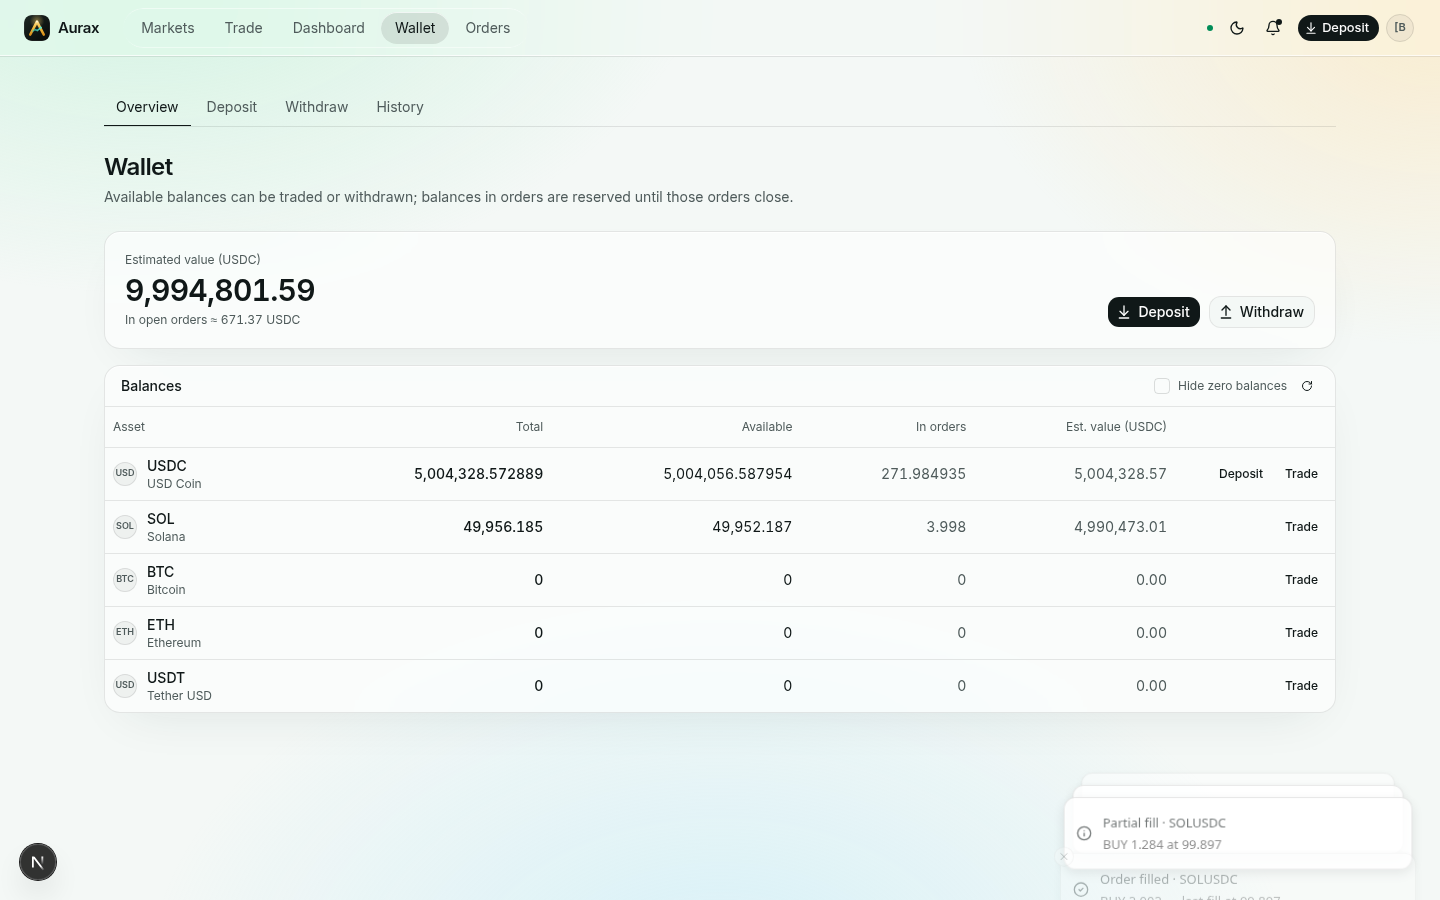 Aurax
Markets Trade Dashboard Wallet Orders
Deposit
[B
Overview Deposit Withdraw History
Wallet
Available balances can be traded or withdrawn; balances in orders are reserved until those orders close.
Estimated value (USDC)
9,994,801.59
In open orders ≈ 671.37 USDC
Deposit Withdraw
Balances
Hide zero balances
Asset Total Available In orders Est. value (USDC)
USD USDC 5,004,328.572889 5,004,056.587954 271.984935 5,004,328.57 Deposit Trade
USD Coin
SOL SOL 49,956.185 49,952.187 3.998 4,990,473.01 Trade
Solana
BTC BTC 0 0 0 0.00 Trade
Bitcoin
ETH ETH 0 0 0 0.00 Trade
Ethereum
USD USDT 0 0 0 0.00 Trade
Tether USD
Partial fill · SOLUSDC
BUY 1.284 at 99.897
Order filled · SOLUSDC
N